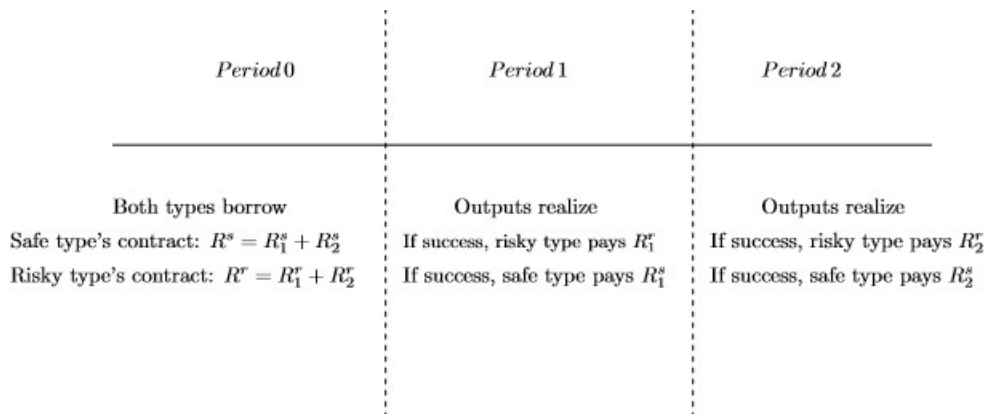 Period 0
Period 1
Period 2
Both types borrow
Safe type's contract: $R^s = R_1^s + R_2^s$
Risky type's contract: $R^r = R_1^r + R_2^r$
Outputs realize
If success, risky type pays $R_1^r$
If success, safe type pays $R_1^s$
Outputs realize
If success, risky type pays $R_2^r$
If success, safe type pays $R_2^s$